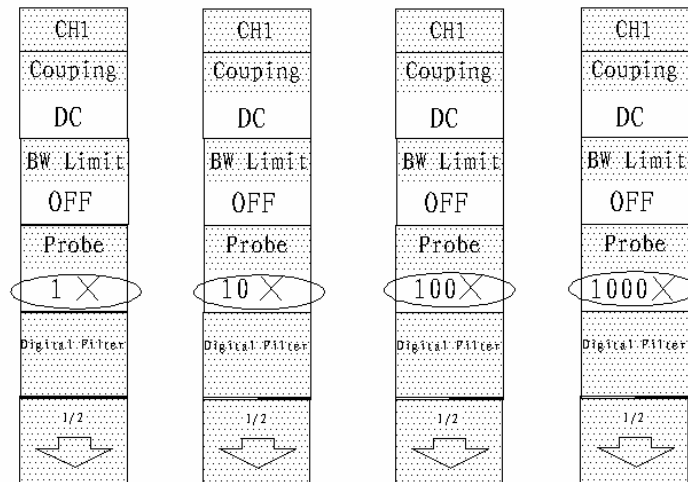 CH1
Couping
DC
BW Limit
OFF
Probe
1 X
Digital Filter
1/2
CH1
Couping
DC
BW Limit
OFF
Probe
10 X
Digital Filter
1/2
CH1
Couping
DC
BW Limit
OFF
Probe
100X
Digital Filter
1/2
CH1
Couping
DC
BW Limit
OFF
Probe
1000X
Digital Filter
1/2